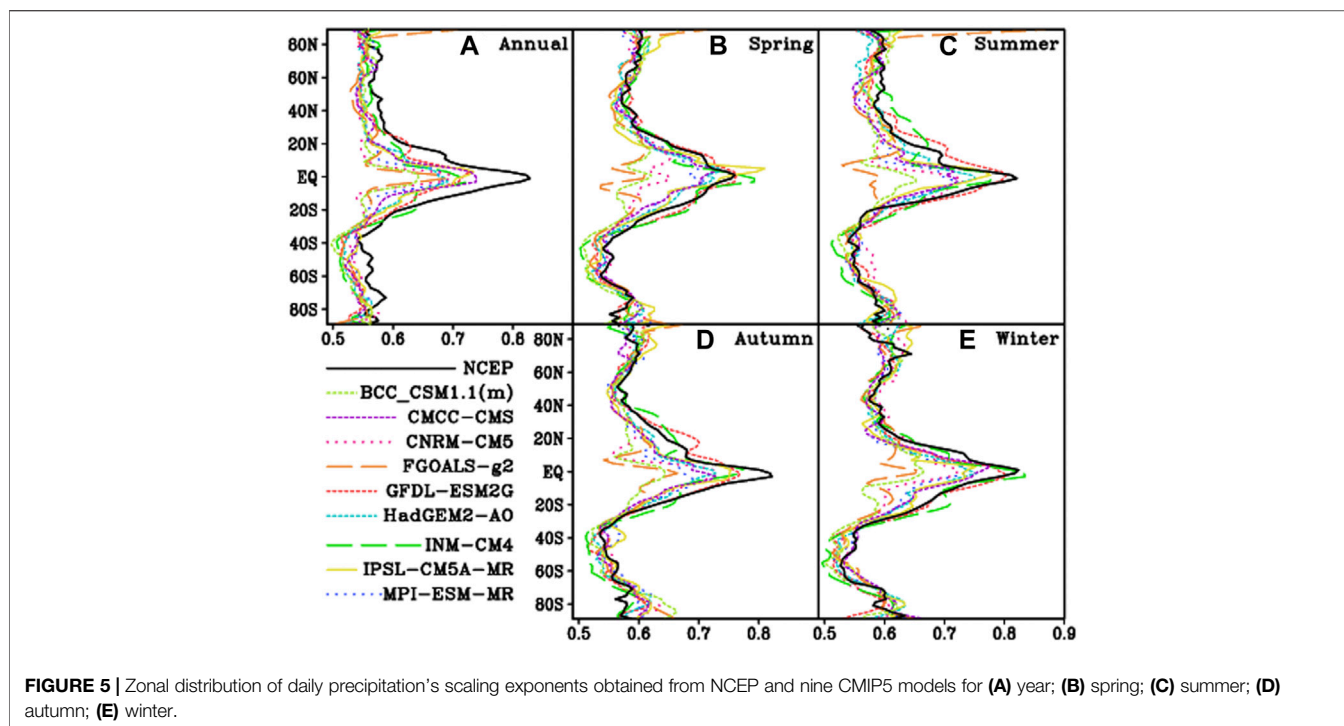 A Annual
B Spring
C Summer
80N
60N
40N
20N
EQ
20S
40S
60S
80S
0.5 0.6 0.7 0.8
D Autumn
E Winter
80N
60N
40N
20N
EQ
20S
40S
60S
80S
0.5 0.6 0.7 0.8
0.5 0.6 0.7 0.8 0.9
NCEP
BCC_CSM1.1(m)
CMCC-CMS
CNRM-CM5
FGOALS-g2
GFDL-ESM2G
HadGEM2-AO
INM-CM4
IPSL-CM5A-MR
MPI-ESM-MR
FIGURE 5 | Zonal distribution of daily precipitation’s scaling exponents obtained from NCEP and nine CMIP5 models for (A) year; (B) spring; (C) summer; (D)
autumn; (E) winter.